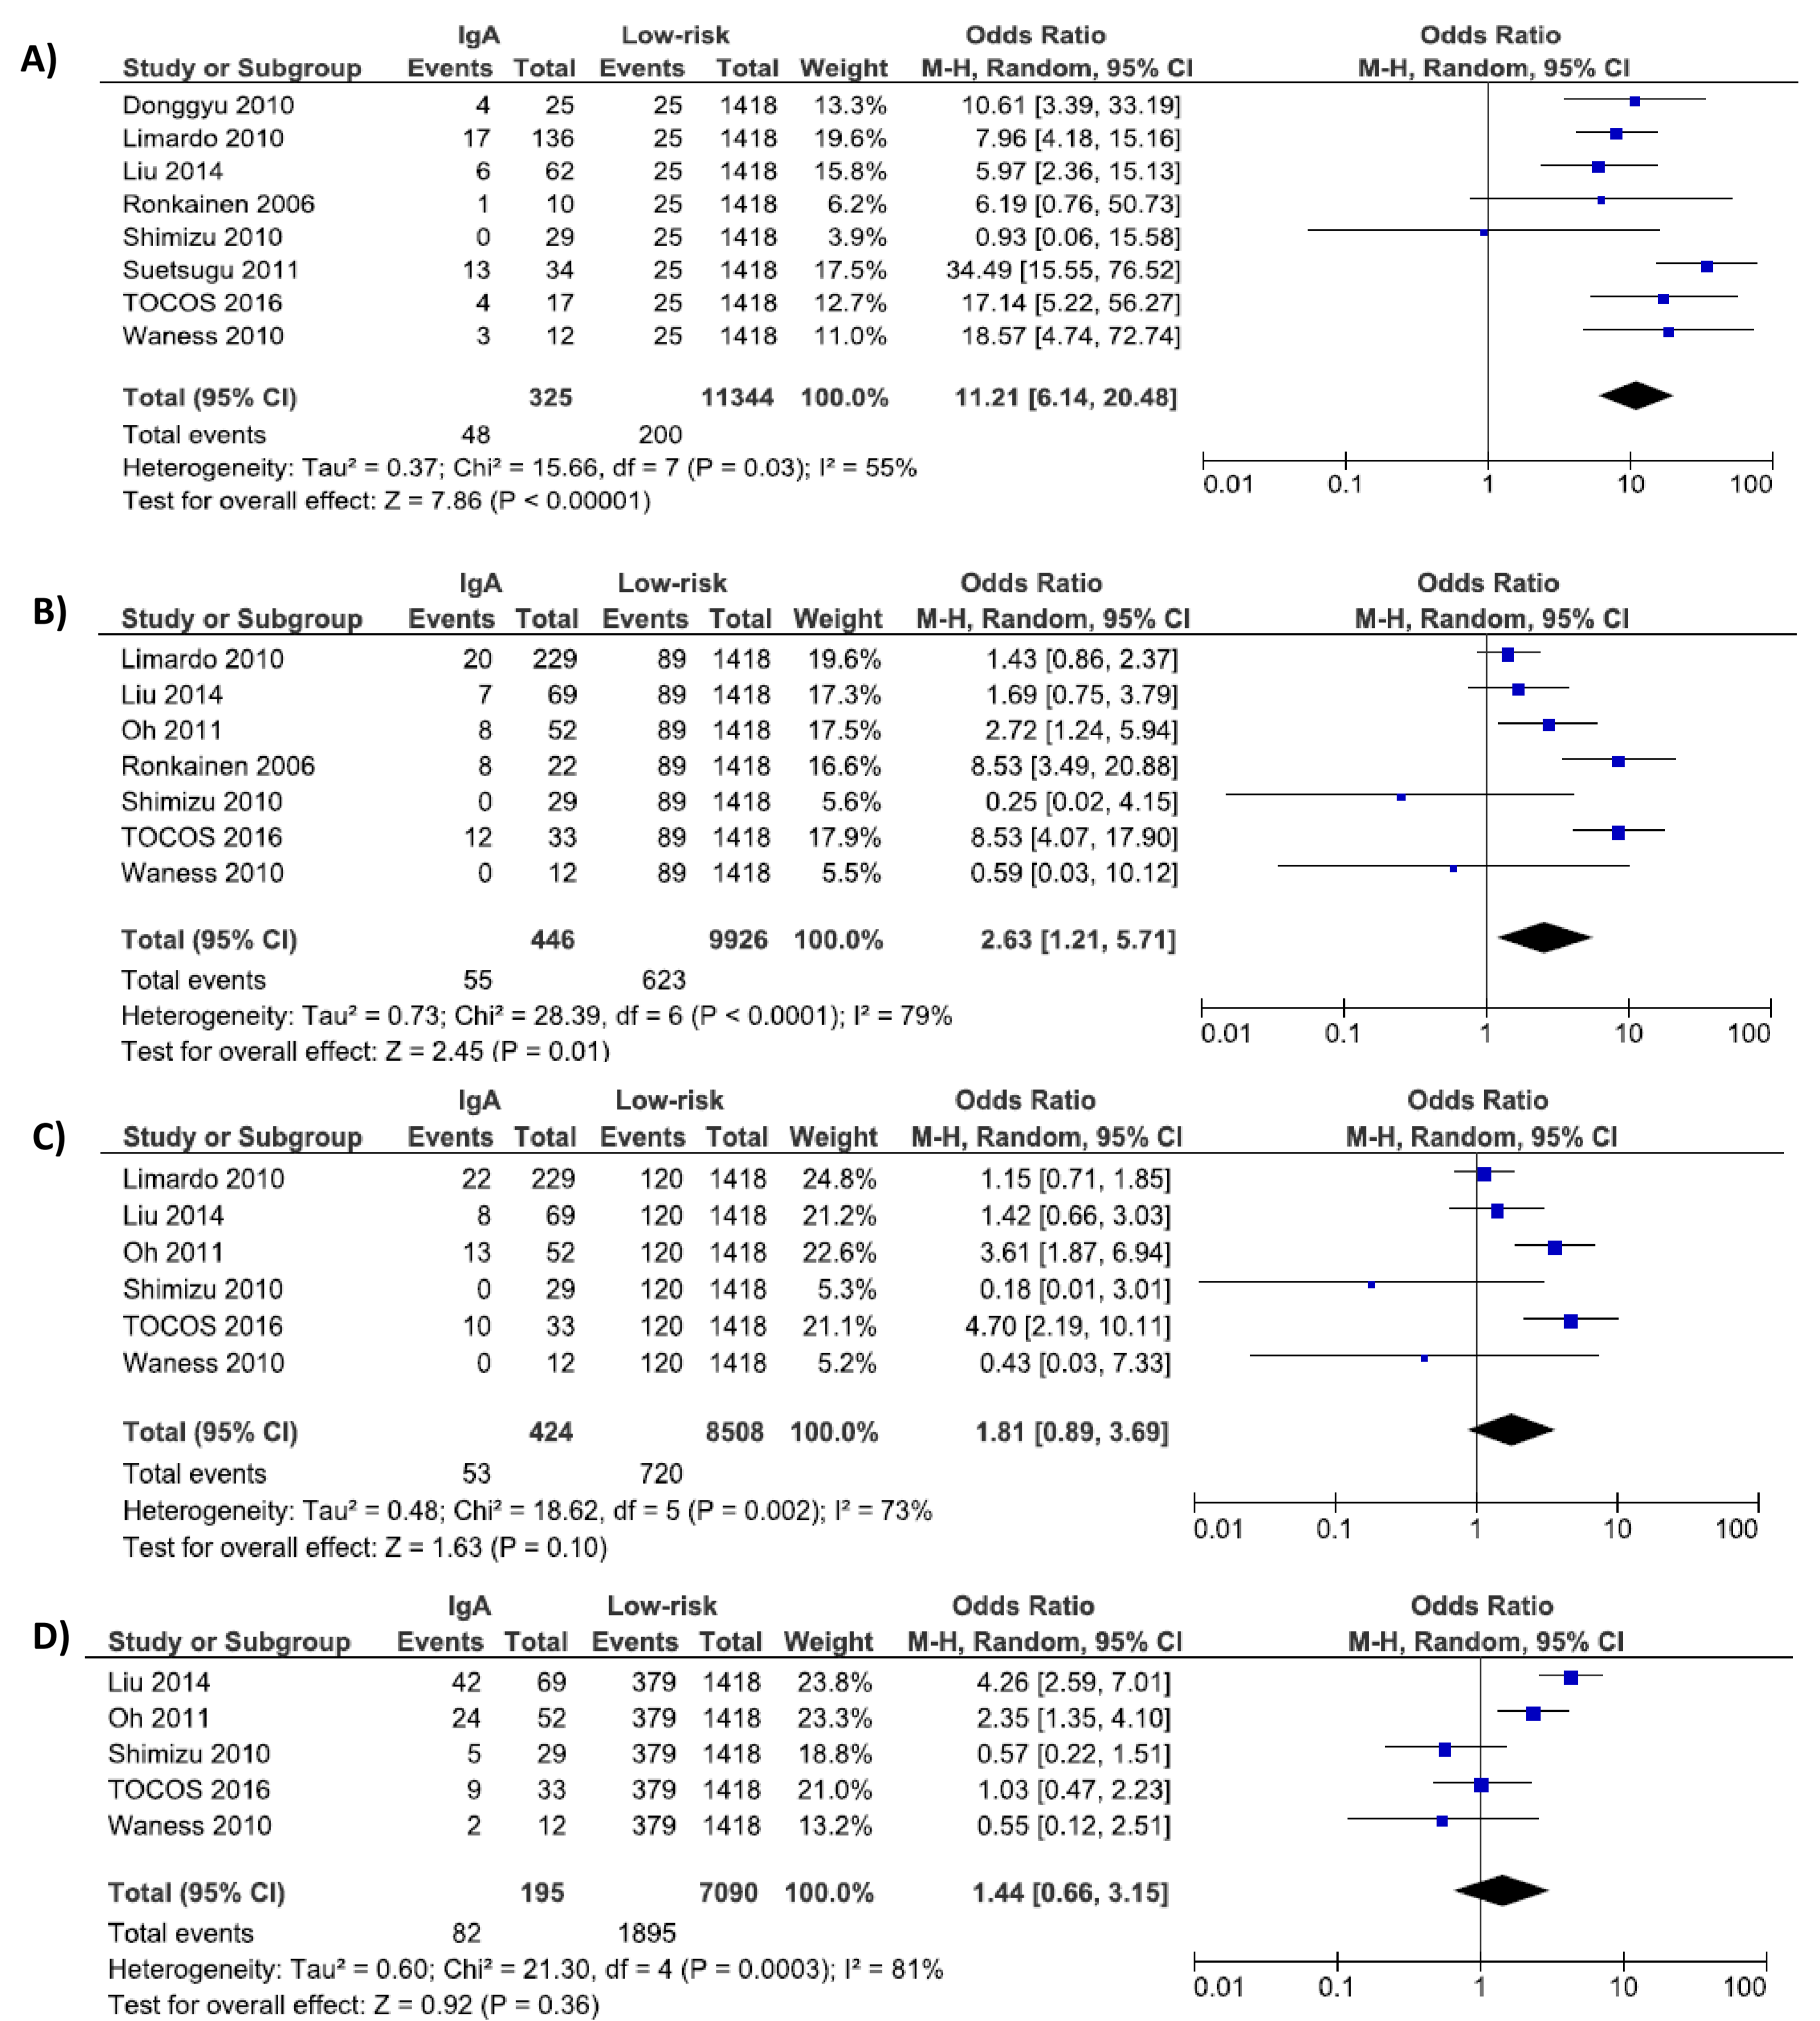 A)
IgA Low-risk Odds Ratio Odds Ratio
Study or Subgroup Events Total Events Total Weight M-H, Random, 95% CI M-H, Random, 95% CI
Donggyu 2010 4 25 25 1418 13.3% 10.61 [3.39, 33.19]
Limardo 2010 17 136 25 1418 19.6% 7.96 [4.18, 15.16]
Liu 2014 6 62 25 1418 15.8% 5.97 [2.36, 15.13]
Ronkainen 2006 1 10 25 1418 6.2% 6.19 [0.76, 50.73]
Shimizu 2010 0 29 25 1418 3.9% 0.93 [0.06, 15.58]
Suetsugu 2011 13 34 25 1418 17.5% 34.49 [15.55, 76.52]
TOCOS 2016 4 17 25 1418 12.7% 17.14 [5.22, 56.27]
Waness 2010 3 12 25 1418 11.0% 18.57 [4.74, 72.74]
Total (95% CI) 325 11344 100.0% 11.21 [6.14, 20.48]
Total events 48 200
Heterogeneity: Tau² = 0.37; Chi² = 15.66, df = 7 (P = 0.03); I² = 55%
Test for overall effect: Z = 7.86 (P < 0.00001)
0.01 0.1 1 10 100
B)
IgA Low-risk Odds Ratio Odds Ratio
Study or Subgroup Events Total Events Total Weight M-H, Random, 95% CI M-H, Random, 95% CI
Limardo 2010 20 229 89 1418 19.6% 1.43 [0.86, 2.37]
Liu 2014 7 69 89 1418 17.3% 1.69 [0.75, 3.79]
Oh 2011 8 52 89 1418 17.5% 2.72 [1.24, 5.94]
Ronkainen 2006 8 22 89 1418 16.6% 8.53 [3.49, 20.88]
Shimizu 2010 0 29 89 1418 5.6% 0.25 [0.02, 4.15]
TOCOS 2016 12 33 89 1418 17.9% 8.53 [4.07, 17.90]
Waness 2010 0 12 89 1418 5.5% 0.59 [0.03, 10.12]
Total (95% CI) 446 9926 100.0% 2.63 [1.21, 5.71]
Total events 55 623
Heterogeneity: Tau² = 0.73; Chi² = 28.39, df = 6 (P < 0.0001); I² = 79%
Test for overall effect: Z = 2.45 (P = 0.01)
0.01 0.1 1 10 100
C)
IgA Low-risk Odds Ratio Odds Ratio
Study or Subgroup Events Total Events Total Weight M-H, Random, 95% CI M-H, Random, 95% CI
Limardo 2010 22 229 120 1418 24.8% 1.15 [0.71, 1.85]
Liu 2014 8 69 120 1418 21.2% 1.42 [0.66, 3.03]
Oh 2011 13 52 120 1418 22.6% 3.61 [1.87, 6.94]
Shimizu 2010 0 29 120 1418 5.3% 0.18 [0.01, 3.01]
TOCOS 2016 10 33 120 1418 21.1% 4.70 [2.19, 10.11]
Waness 2010 0 12 120 1418 5.2% 0.43 [0.03, 7.33]
Total (95% CI) 424 8508 100.0% 1.81 [0.89, 3.69]
Total events 53 720
Heterogeneity: Tau² = 0.48; Chi² = 18.62, df = 5 (P = 0.002); I² = 73%
Test for overall effect: Z = 1.63 (P = 0.10)
0.01 0.1 1 10 100
D)
IgA Low-risk Odds Ratio Odds Ratio
Study or Subgroup Events Total Events Total Weight M-H, Random, 95% CI M-H, Random, 95% CI
Liu 2014 42 69 379 1418 23.8% 4.26 [2.59, 7.01]
Oh 2011 24 52 379 1418 23.3% 2.35 [1.35, 4.10]
Shimizu 2010 5 29 379 1418 18.8% 0.57 [0.22, 1.51]
TOCOS 2016 9 33 379 1418 21.0% 1.03 [0.47, 2.23]
Waness 2010 2 12 379 1418 13.2% 0.55 [0.12, 2.51]
Total (95% CI) 195 7090 100.0% 1.44 [0.66, 3.15]
Total events 82 1895
Heterogeneity: Tau² = 0.60; Chi² = 21.30, df = 4 (P = 0.0003); I² = 81%
Test for overall effect: Z = 0.92 (P = 0.36)
0.01 0.1 1 10 100